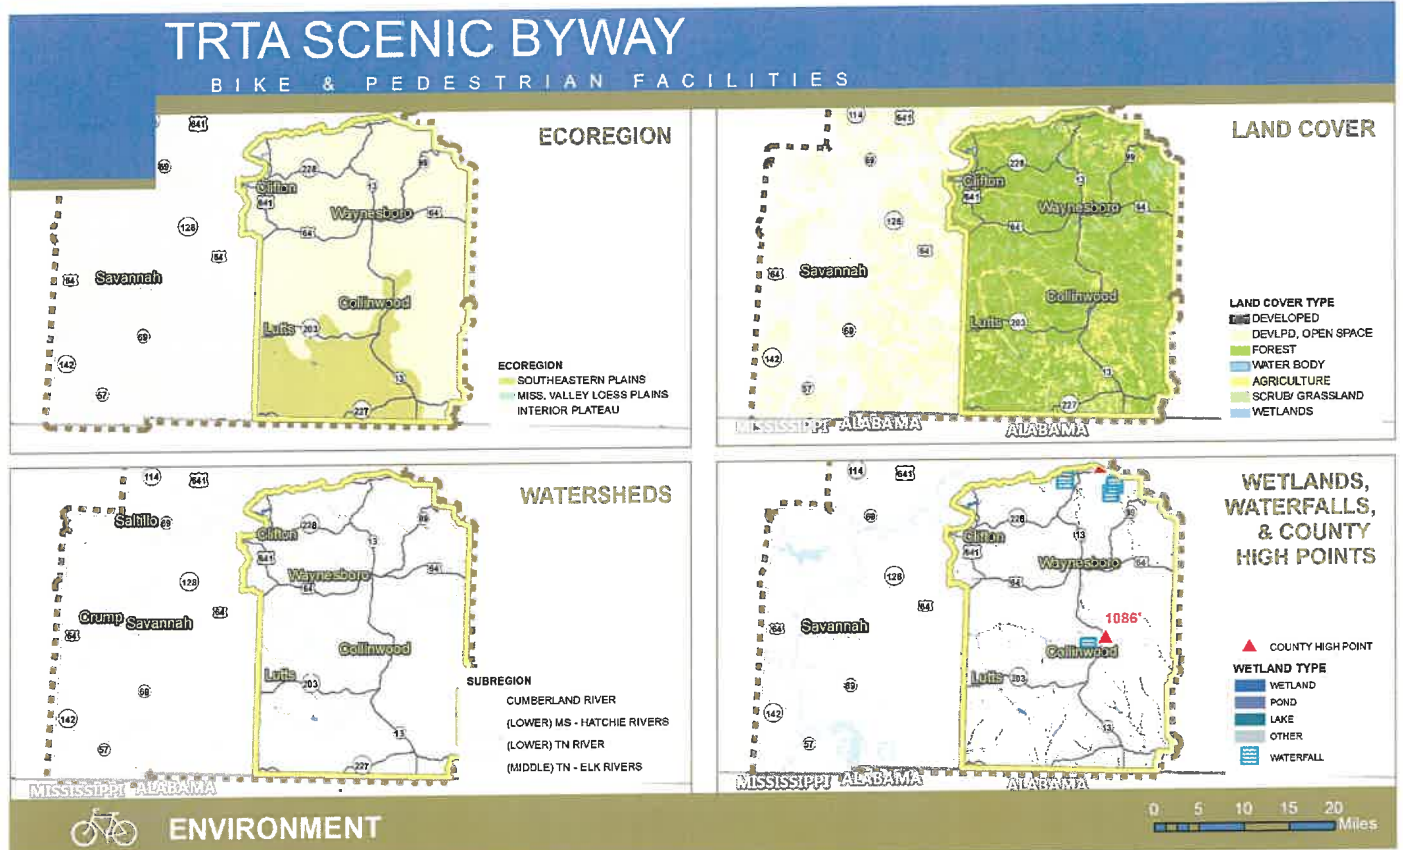 TRTA SCENIC BYWAY
BIKE & PEDESTRIAN FACILITIES
ECOREGION
641
69
228
69
Clifton
13
641
Waynesboro
64
128
64
64
64
Savannah
Collinwood
Lutts
203
69
142
13
57
227
ECOREGION
SOUTHEASTERN PLAINS
MISS. VALLEY LOESS PLAINS
INTERIOR PLATEAU
LAND COVER
114
641
69
228
99
Clifton
13
641
Waynesboro
64
128
64
64
64
Savannah
Collinwood
Lutts
203
69
142
13
57
227
MISSISSIPPI
ALABAMA
ALABAMA
LAND COVER TYPE
DEVELOPED
DEVLPD, OPEN SPACE
FOREST
WATER BODY
AGRICULTURE
SCRUB/ GRASSLAND
WETLANDS
WATERSHEDS
114
641
Saltillo
69
228
69
Clifton
13
641
Waynesboro
64
128
64
64
Crump
Savannah
64
Collinwood
Lutts
203
69
142
13
57
227
MISSISSIPPI
ALABAMA
SUBREGION
CUMBERLAND RIVER
(LOWER) MS - HATCHIE RIVERS
(LOWER) TN RIVER
(MIDDLE) TN - ELK RIVERS
WETLANDS,
WATERFALLS,
& COUNTY
HIGH POINTS
114
641
69
228
Clifton
13
641
Waynesboro
64
128
64
64
64
Savannah
1086'
Collinwood
Lutts
203
69
142
13
57
MISSISSIPPI
ALABAMA
ALABAMA
COUNTY HIGH POINT
WETLAND TYPE
WETLAND
POND
LAKE
OTHER
WATERFALL
ENVIRONMENT
0 5 10 15 20
Miles